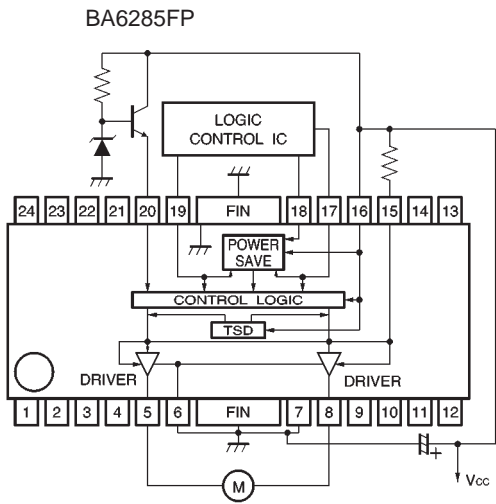 BA6285FP
LOGIC
CONTROL IC
24 23 22 21 20 19 FIN 18 17 16 15 14 13
POWER
SAVE
CONTROL LOGIC
TSD
DRIVER DRIVER
1 2 3 4 5 6 FIN 7 8 9 10 11 12
+
M
Vcc